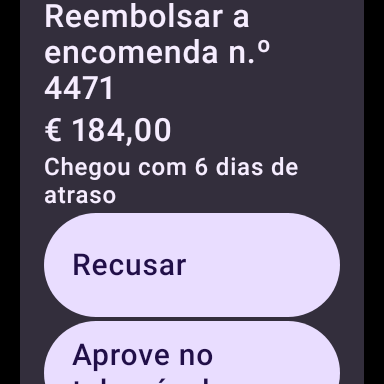 Reembolsar a
encomenda n.º
4471
€ 184,00
Chegou com 6 dias de
atraso
Recusar
Aprove no